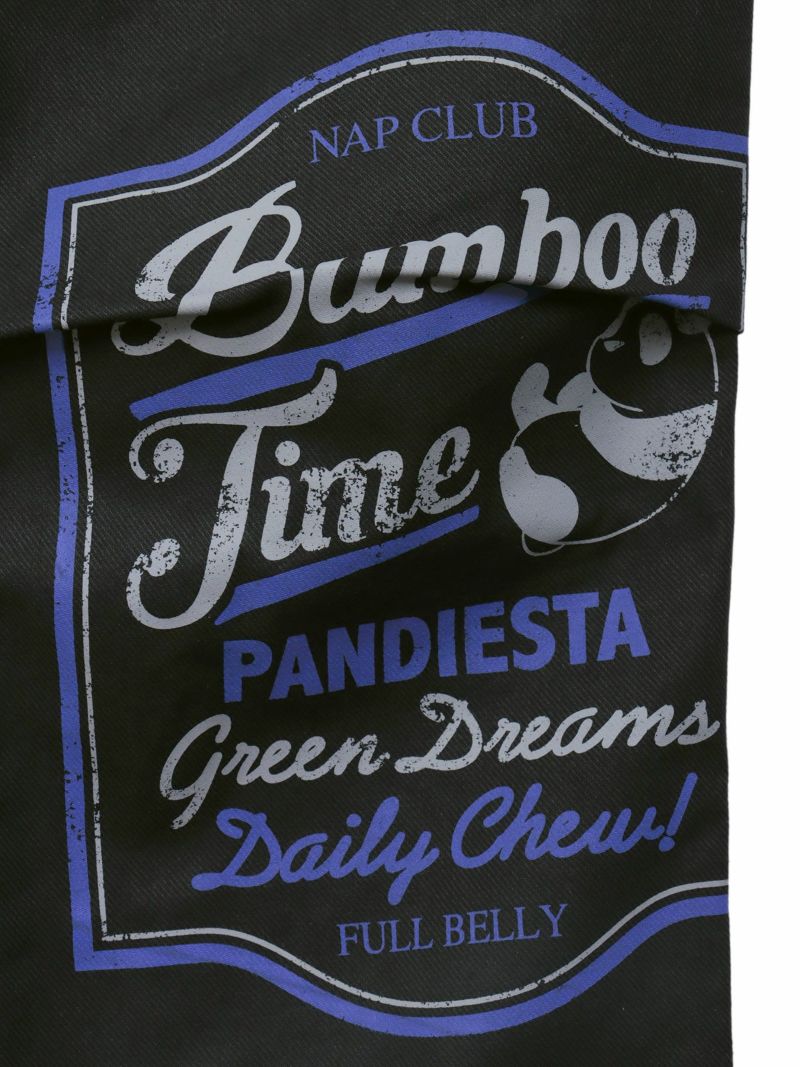 NAP CLUB
Bamboo
Time
PANDIESTA
Green Dreams
Daily Chew!
FULL BELLY